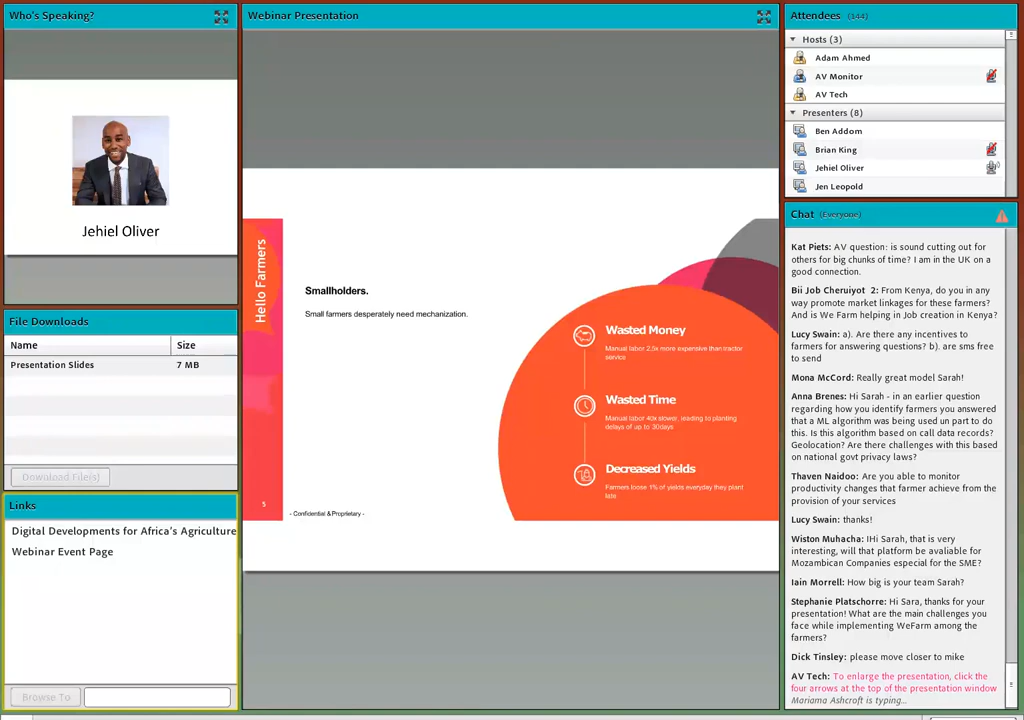 Who's Speaking?
Jehiel Oliver
File Downloads
Name Size
Presentation Slides 7 MB
Download File(s)
Links
Digital Developments for Africa's Agriculture
Webinar Event Page
Browse To
Webinar Presentation
Hello Farmers
5
Smallholders.
Small farmers desperately need mechanization.
Wasted Money
Manual labor 2.5x more expensive than tractor
service
Wasted Time
Manual labor 40x slower, leading to planting
delays of up to 30days
Decreased Yields
Farmers loose 1% of yields everyday they plant
late
- Confidential & Proprietary -
Attendees (144)
Hosts (3)
Adam Ahmed
AV Monitor
AV Tech
Presenters (8)
Ben Addom
Brian King
Jehiel Oliver
Jen Leopold
Chat (Everyone)
Kat Piets: AV question: is sound cutting out for
others for big chunks of time? I am in the UK on a
good connection.
Bii Job Cheruiyot 2: From Kenya, do you in any
way promote market linkages for these farmers?
And is We Farm helping in Job creation in Kenya?
Lucy Swain: a). Are there any incentives to
farmers for answering questions? b). are sms free
to send
Mona McCord: Really great model Sarah!
Anna Brenes: Hi Sarah - in an earlier question
regarding how you identify farmers you answered
that a ML algorithm was being used un part to do
this. Is this algorithm based on call data records?
Geolocation? Are there challenges with this based
on national govt privacy laws?
Thaven Naidoo: Are you able to monitor
productivity changes that farmer achieve from the
provision of your services
Lucy Swain: thanks!
Wiston Muhacha: IHi Sarah, that is very
interesting, will that platform be avaliable for
Mozambican Companies especial for the SME?
Iain Morrell: How big is your team Sarah?
Stephanie Platschorre: Hi Sara, thanks for your
presentation! What are the main challenges you
face while implementing WeFarm among the
farmers?
Dick Tinsley: please move closer to mike
AV Tech: To enlarge the presentation, click the
four arrows at the top of the presentation window
Mariama Ashcroft is typing...